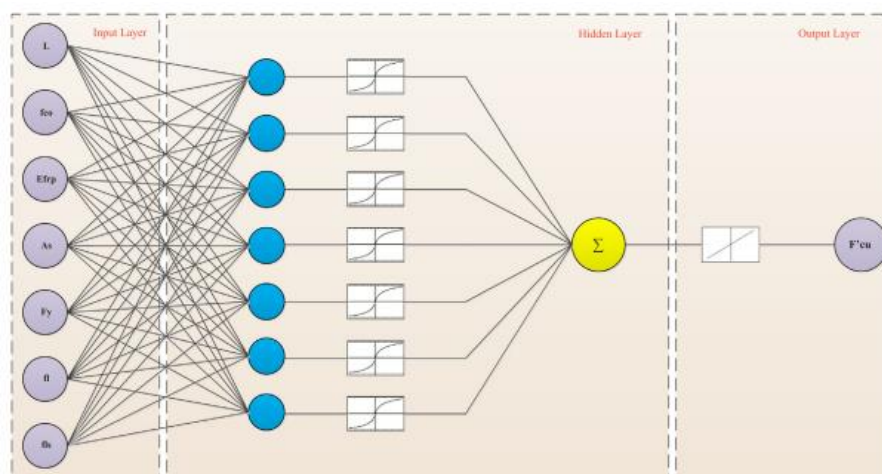 Input Layer
Hidden Layer
Output Layer
L
fco
Efrp
As
Fy
fl
fls
Σ
F'cu